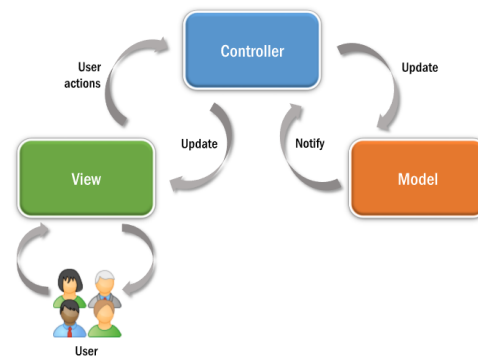 Controller
User
actions
Update
Update
Notify
View
Model
User